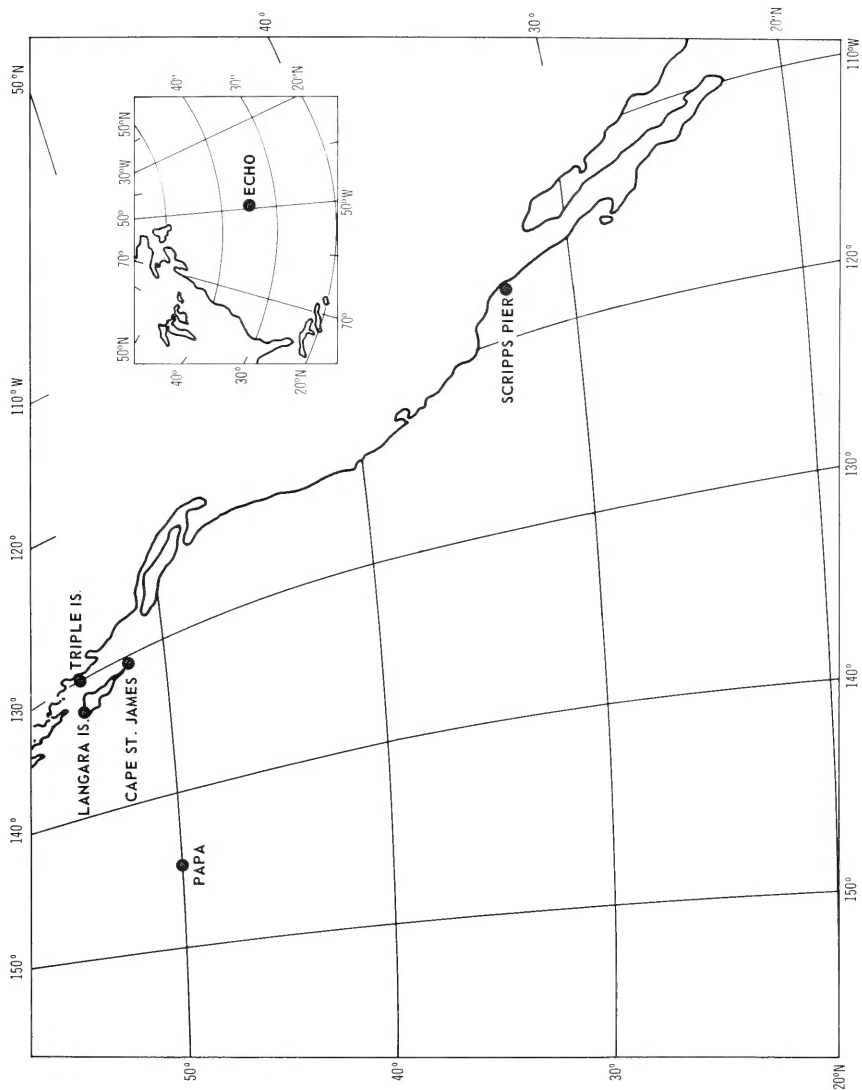 150°
140°
130°
120°
110°W
50°N
50°N
70°
50°
30°W
50°N
40°
40°
30°
30°
20°N
20°N
70°
50°W
ECHO
TRIPLE IS.
LANGARA IS.
CAPE ST. JAMES
PAPA
SCRIPPS PIER
50°
40°
30°
20°N
40°
30°
20°N
150°
140°
130°
120°
110°W